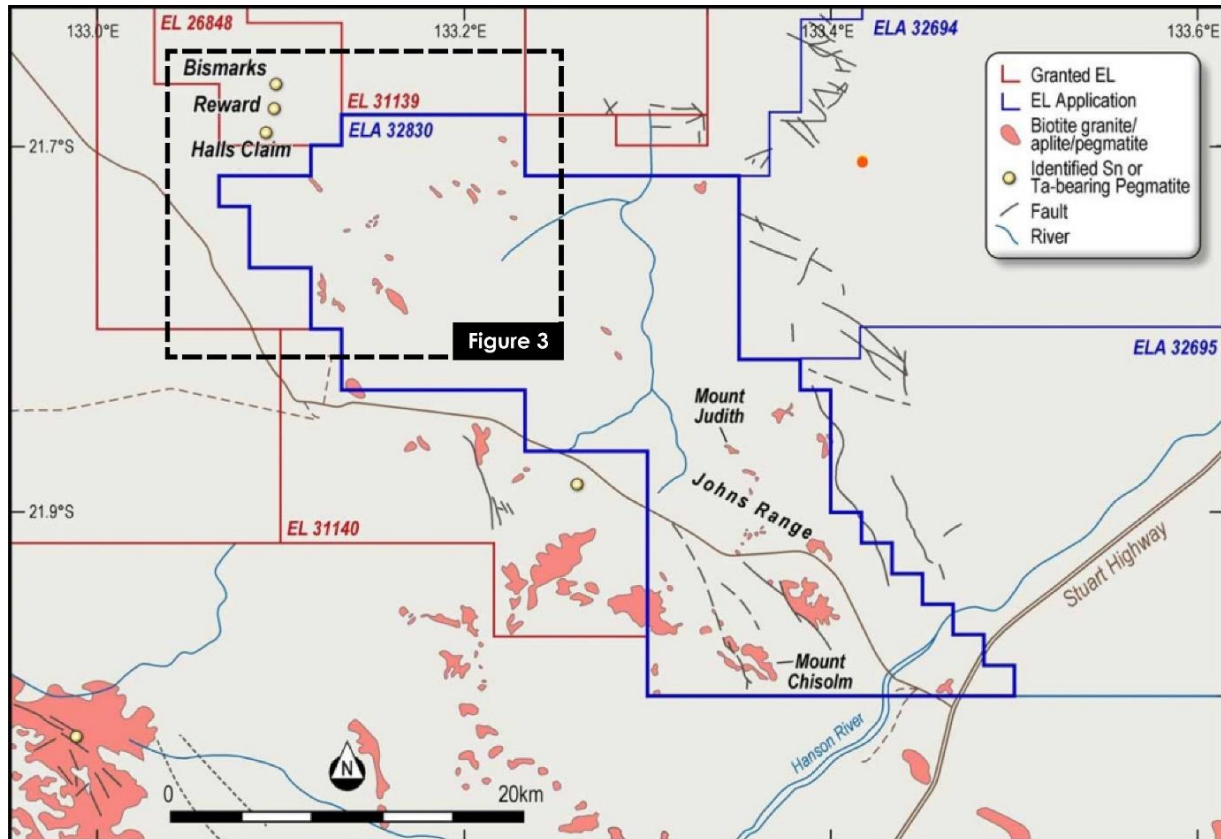 133.0°E
133.2°E
133.4°E
133.6°E
EL 26848
ELA 32694
Bismarks
Reward
Halls Claim
EL 31139
ELA 32830
21.7°S
Granted EL
EL Application
Biotite granite/
aplite/pegmatite
Identified Sn or
Ta-bearing Pegmatite
Fault
River
Figure 3
ELA 32695
Mount
Judith
Johns Range
21.9°S
EL 31140
Stuart Highway
Mount
Chisolm
Hanson River
N
0
20km